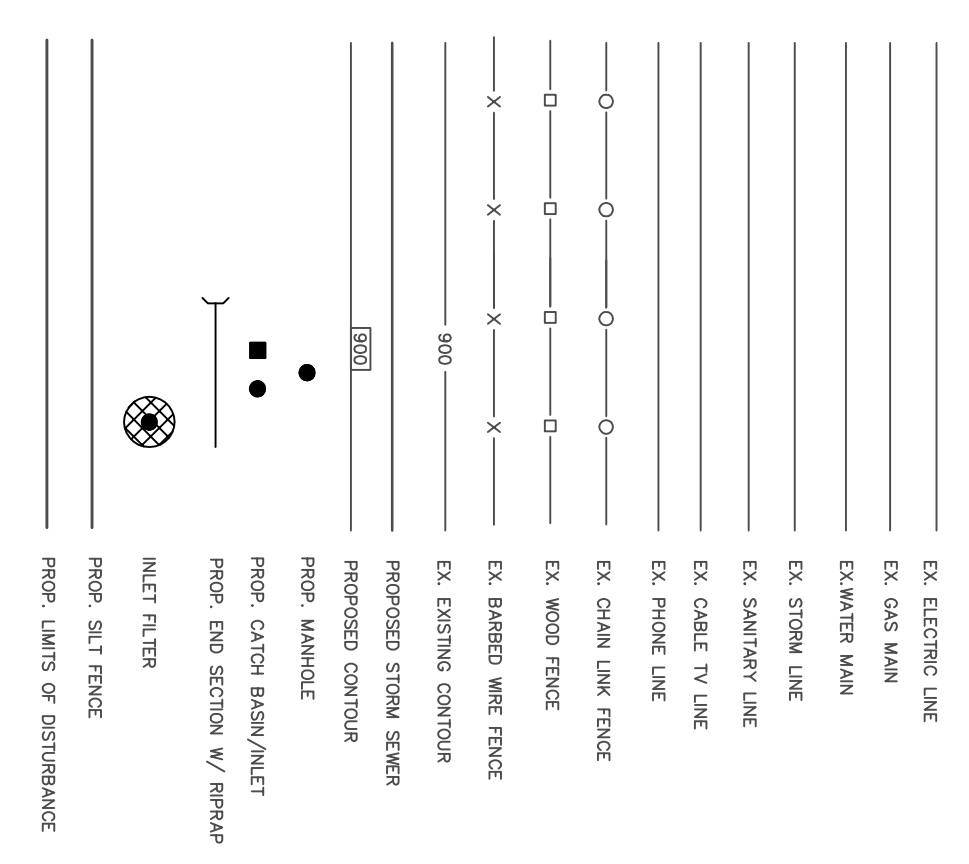 EX. ELECTRIC LINE
EX. GAS MAIN
EX.WATER MAIN
EX. STORM LINE
EX. SANITARY LINE
EX. CABLE TV LINE
EX. PHONE LINE
EX. CHAIN LINK FENCE
EX. WOOD FENCE
EX. BARBED WIRE FENCE
900
EX. EXISTING CONTOUR
PROPOSED STORM SEWER
900
PROPOSED CONTOUR
PROP. MANHOLE
PROP. CATCH BASIN/INLET
PROP. END SECTION W/ RIPRAP
INLET FILTER
PROP. SILT FENCE
PROP. LIMITS OF DISTURBANCE